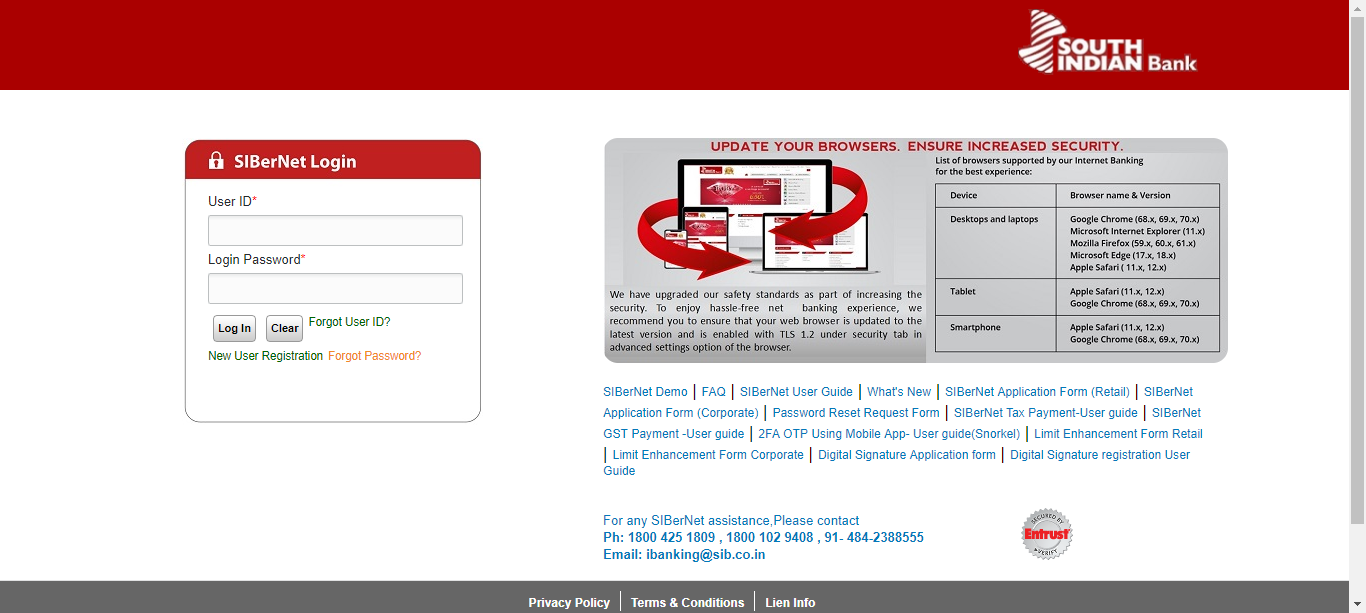 SOUTH
INDIAN Bank
SIBerNet Login
User ID*
Login Password*
Log In Clear Forgot User ID?
New User Registration Forgot Password?
UPDATE YOUR BROWSERS. ENSURE INCREASED SECURITY.
We have upgraded our safety standards as part of increasing the
security. To enjoy hassle-free net banking experience, we
recommend you to ensure that your web browser is updated to the
latest version and is enabled with TLS 1.2 under security tab in
advanced settings option of the browser.
List of browsers supported by our Internet Banking
for the best experience:
Device Browser name & Version
Desktops and laptops Google Chrome (68.x, 69.x, 70.x)
Microsoft Internet Explorer (11.x)
Mozilla Firefox (59.x, 60.x, 61.x)
Microsoft Edge (17.x, 18.x)
Apple Safari ( 11.x, 12.x)
Tablet Apple Safari (11.x, 12.x)
Google Chrome (68.x, 69.x, 70.x)
Smartphone Apple Safari (11.x, 12.x)
Google Chrome (68.x, 69.x, 70.x)
SIBerNet Demo | FAQ | SIBerNet User Guide | What's New | SIBerNet Application Form (Retail) | SIBerNet
Application Form (Corporate) | Password Reset Request Form | SIBerNet Tax Payment-User guide | SIBerNet
GST Payment -User guide | 2FA OTP Using Mobile App- User guide(Snorkel) | Limit Enhancement Form Retail
| Limit Enhancement Form Corporate | Digital Signature Application form | Digital Signature registration User
Guide
For any SIBerNet assistance,Please contact
Ph: 1800 425 1809 , 1800 102 9408 , 91- 484-2388555
Email: ibanking@sib.co.in
SECURED BY
Entrust
VERIFY
Privacy Policy | Terms & Conditions | Lien Info